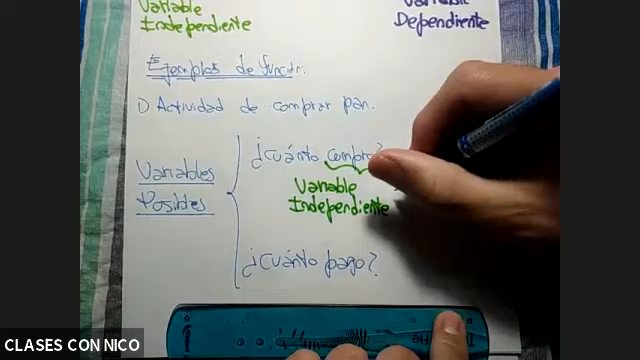 Variable
Independiente
Variable
Dependiente
Ejemplos de función.
1) Actividad de comprar pan.
¿Cuánto compro?
Variables
Posibles
Variable
Independiente
¿Cuánto pago?
CLASES CON NICO